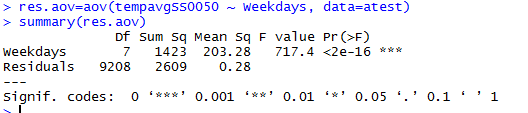 > res.aov=aov(tempavgSS0050 ~ Weekdays, data=atest)
> summary(res.aov)
              Df Sum Sq Mean Sq F value Pr(>F)
Weekdays       7   1423  203.28   717.4 <2e-16 ***
Residuals   9208   2609    0.28
---
Signif. codes:  0 ‘***’ 0.001 ‘**’ 0.01 ‘*’ 0.05 ‘.’ 0.1 ‘ ’ 1
>